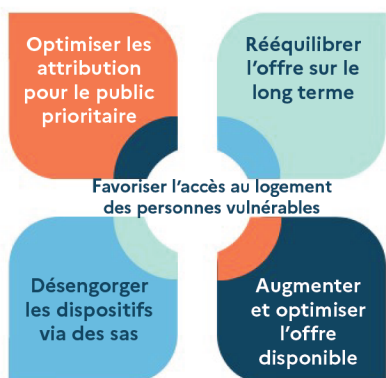 Optimiser les
attribution
pour le public
prioritaire
Rééquilibrer
l'offre sur le
long terme
Favoriser l'accès au logement
des personnes vulnérables
Désengorger
les dispositifs
via des sas
Augmenter
et optimiser
l'offre
disponible